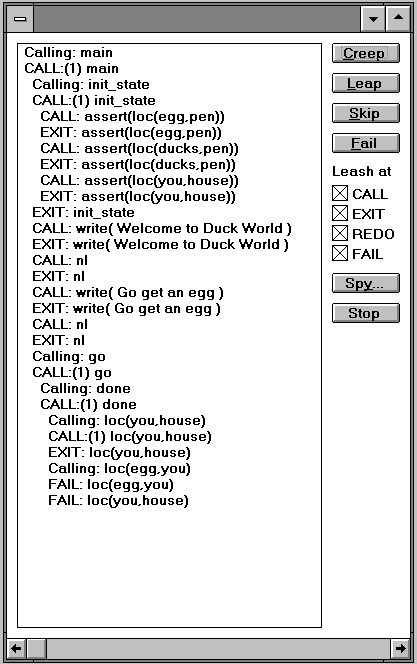 Calling: main
CALL:(1) main
Calling: init_state
CALL:(1) init_state
CALL: assert(loc(egg,pen))
EXIT: assert(loc(egg,pen))
CALL: assert(loc(ducks,pen))
EXIT: assert(loc(ducks,pen))
CALL: assert(loc(you,house))
EXIT: assert(loc(you,house))
EXIT: init_state
CALL: write( Welcome to Duck World )
EXIT: write( Welcome to Duck World )
CALL: nl
EXIT: nl
CALL: write( Go get an egg )
EXIT: write( Go get an egg )
CALL: nl
EXIT: nl
Calling: go
CALL:(1) go
Calling: done
CALL:(1) done
Calling: loc(you,house)
CALL:(1) loc(you,house)
EXIT: loc(you,house)
Calling: loc(egg,you)
FAIL: loc(egg,you)
FAIL: loc(you,house)
Creep
Leap
Skip
Fail
Leash at
CALL
EXIT
REDO
FAIL
Spy...
Stop